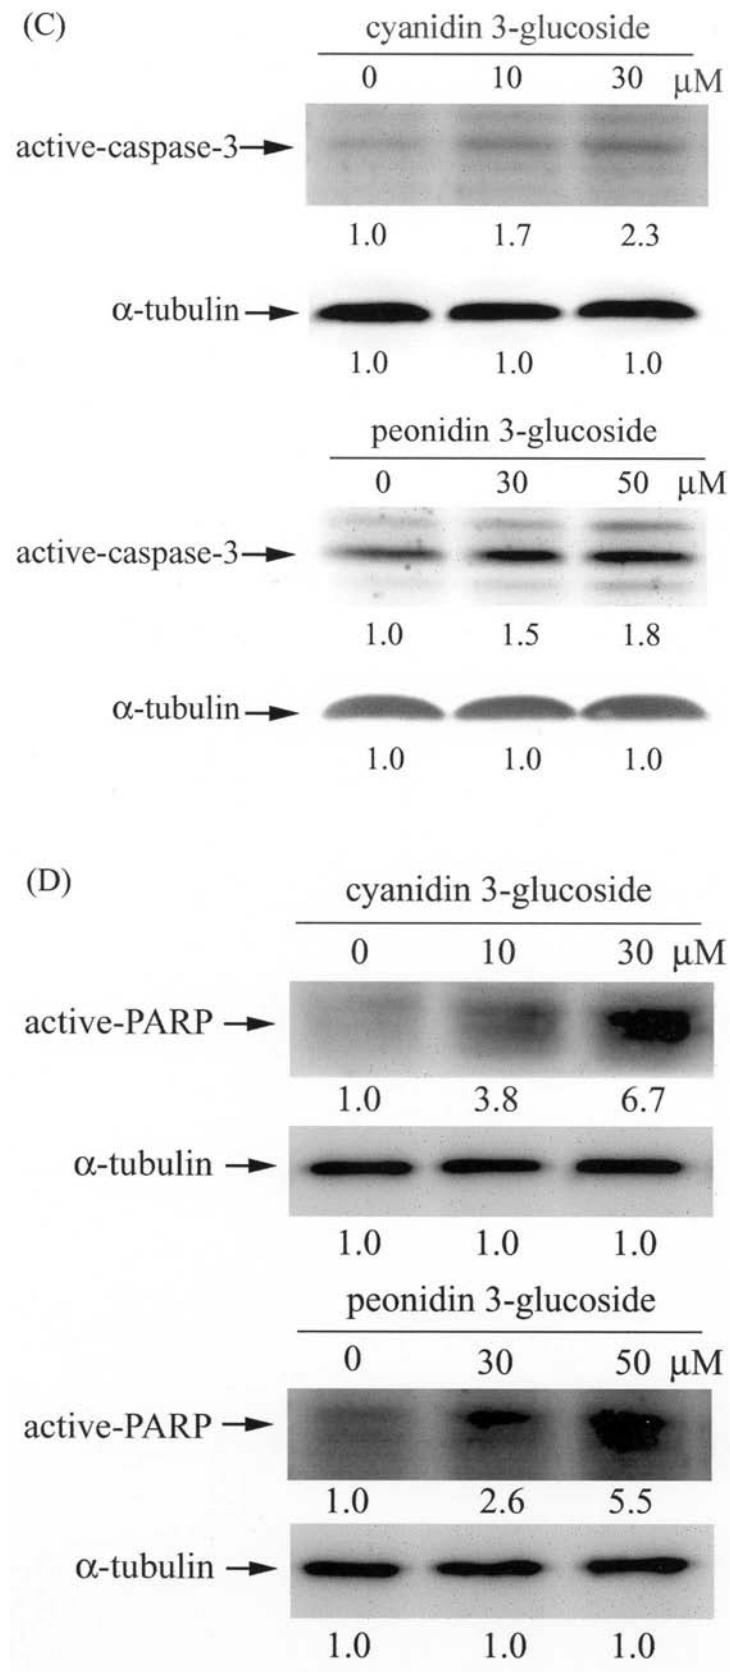 (C)
cyanidin 3-glucoside
0 10 30 μM
active-caspase-3
1.0 1.7 2.3
α-tubulin
1.0 1.0 1.0
peonidin 3-glucoside
0 30 50 μM
active-caspase-3
1.0 1.5 1.8
α-tubulin
1.0 1.0 1.0
(D)
cyanidin 3-glucoside
0 10 30 μM
active-PARP
1.0 3.8 6.7
α-tubulin
1.0 1.0 1.0
peonidin 3-glucoside
0 30 50 μM
active-PARP
1.0 2.6 5.5
α-tubulin
1.0 1.0 1.0